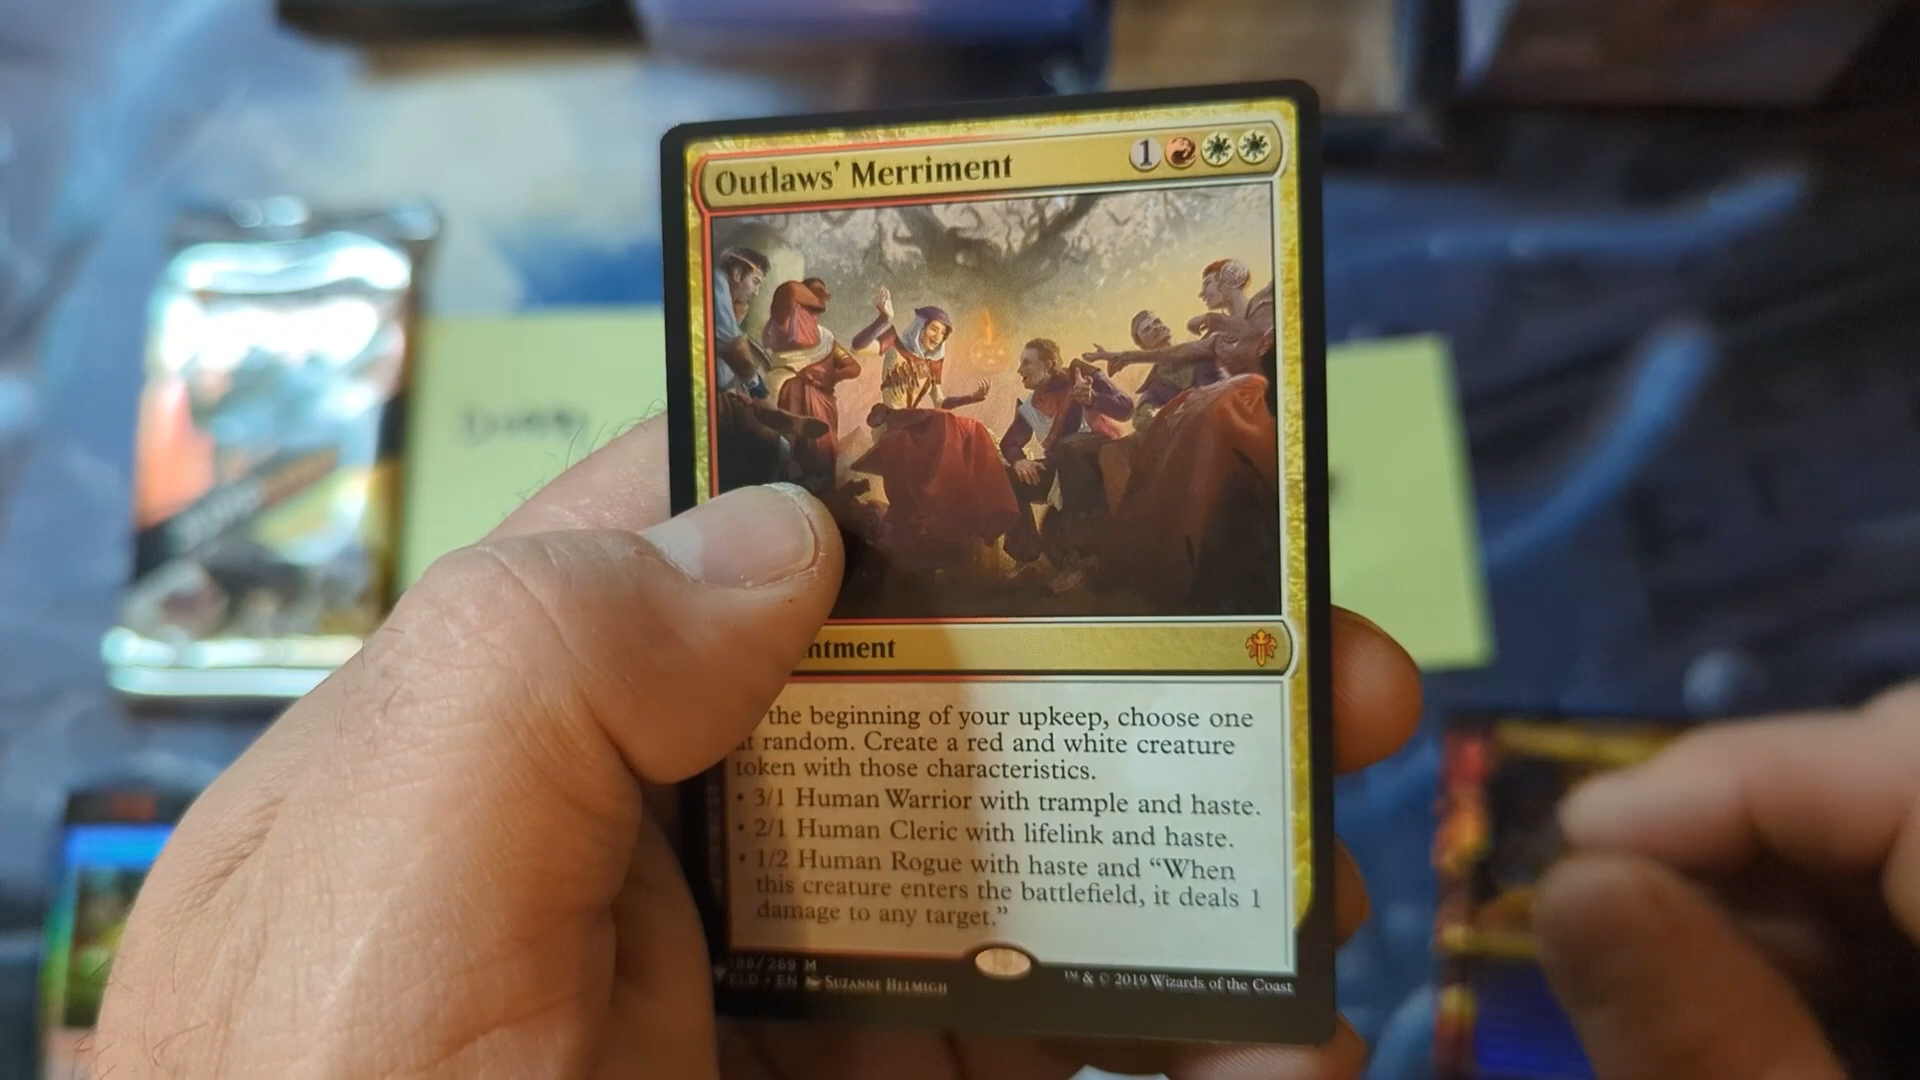 Outlaws' Merriment 1
ntment
the beginning of your upkeep, choose one
at random. Create a red and white creature
token with those characteristics.
• 3/1 Human Warrior with trample and haste.
• 2/1 Human Cleric with lifelink and haste.
• 1/2 Human Rogue with haste and “When
this creature enters the battlefield, it deals 1
damage to any target.”
198/269 M
ELD • EN SUZANNE HELMIGH
™ & © 2019 Wizards of the Coast